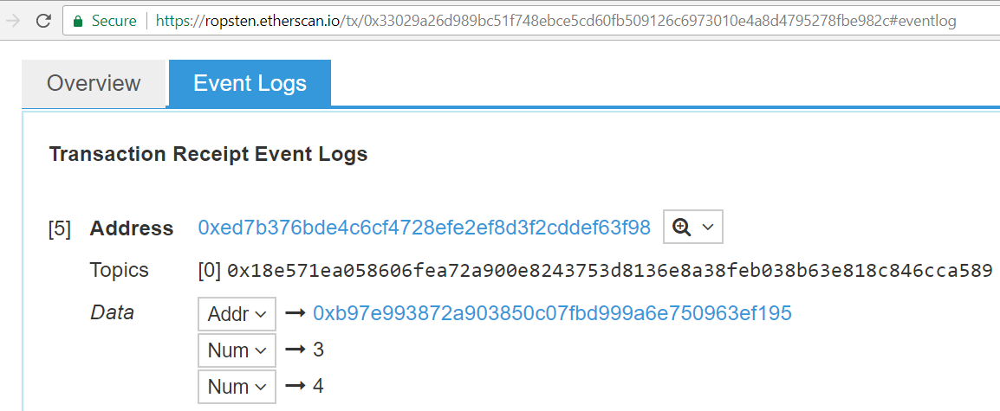 Secure https://ropsten.etherscan.io/tx/0x33029a26d989bc51f748ebce5cd60fb509126c6973010e4a8d4795278fbe982c#eventlog
Overview Event Logs
Transaction Receipt Event Logs
[5] Address 0xed7b376bde4c6cf4728efe2ef8d3f2cddef63f98
Topics [0] 0x18e571ea058606fea72a900e8243753d8136e8a38feb038b63e818c846cca589
Data Addr → 0xb97e993872a903850c07fbd999a6e750963ef195
Num → 3
Num → 4